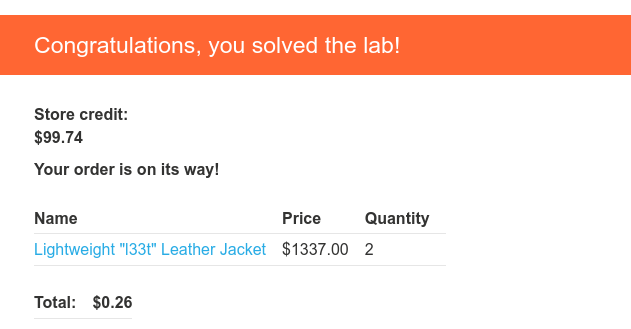 Congratulations, you solved the lab!
Store credit:
$99.74
Your order is on its way!
Name Price Quantity
Lightweight "l33t" Leather Jacket $1337.00 2
Total: $0.26